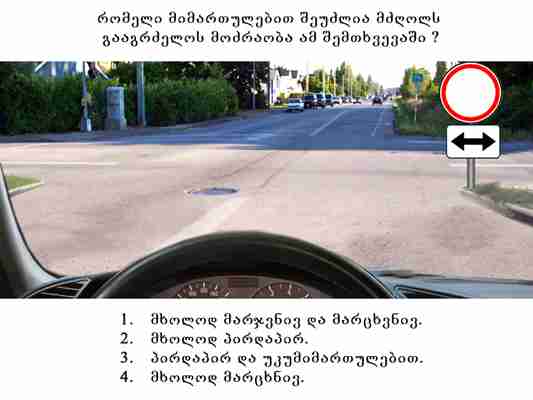 რომელი მიმართულებით შეუძლია მძღოლს
გააგრძელოს მოძრაობა ამ შემთხვევაში ?
1. მხოლოდ მარჯვნივ და მარცხვნივ.
2. მხოლოდ პირდაპირ.
3. პირდაპირ და უკუმიმართულებით.
4. მხოლოდ მარცხნივ.